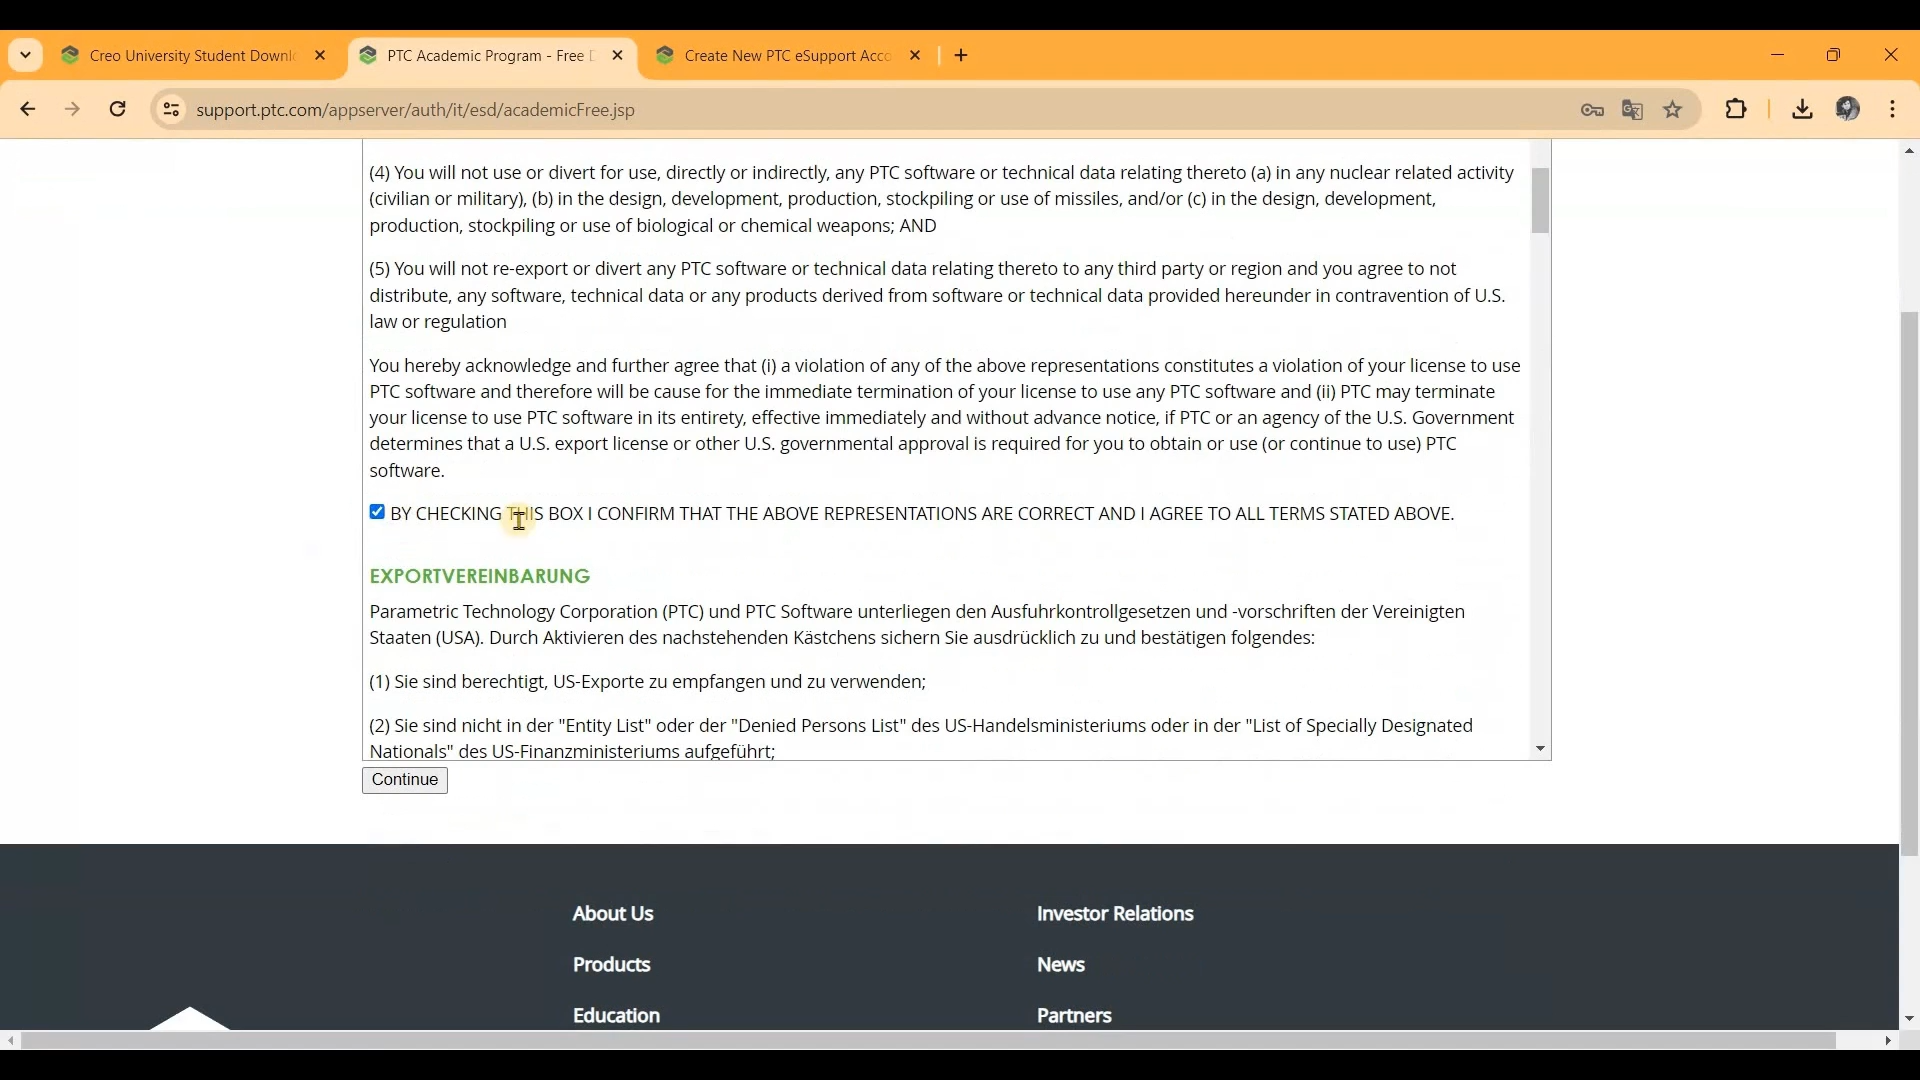 Creo University Student Downl
PTC Academic Program - Free D
Create New PTC eSupport Acco
support.ptc.com/appserver/auth/it/esd/academicFree.jsp
(4) You will not use or divert for use, directly or indirectly, any PTC software or technical data relating thereto (a) in any nuclear related activity
(civilian or military), (b) in the design, development, production, stockpiling or use of missiles, and/or (c) in the design, development,
production, stockpiling or use of biological or chemical weapons; AND
(5) You will not re-export or divert any PTC software or technical data relating thereto to any third party or region and you agree to not
distribute, any software, technical data or any products derived from software or technical data provided hereunder in contravention of U.S.
law or regulation
You hereby acknowledge and further agree that (i) a violation of any of the above representations constitutes a violation of your license to use
PTC software and therefore will be cause for the immediate termination of your license to use any PTC software and (ii) PTC may terminate
your license to use PTC software in its entirety, effective immediately and without advance notice, if PTC or an agency of the U.S. Government
determines that a U.S. export license or other U.S. governmental approval is required for you to obtain or use (or continue to use) PTC
software.
BY CHECKING THIS BOX I CONFIRM THAT THE ABOVE REPRESENTATIONS ARE CORRECT AND I AGREE TO ALL TERMS STATED ABOVE.
EXPORTVEREINBARUNG
Parametric Technology Corporation (PTC) und PTC Software unterliegen den Ausfuhrkontrollgesetzen und -vorschriften der Vereinigten
Staaten (USA). Durch Aktivieren des nachstehenden Kästchens sichern Sie ausdrücklich zu und bestätigen folgendes:
(1) Sie sind berechtigt, US-Exporte zu empfangen und zu verwenden;
(2) Sie sind nicht in der "Entity List" oder der "Denied Persons List" des US-Handelsministeriums oder in der "List of Specially Designated
Nationals" des US-Finanzministeriums aufgeführt;
Continue
About Us
Investor Relations
Products
News
Education
Partners